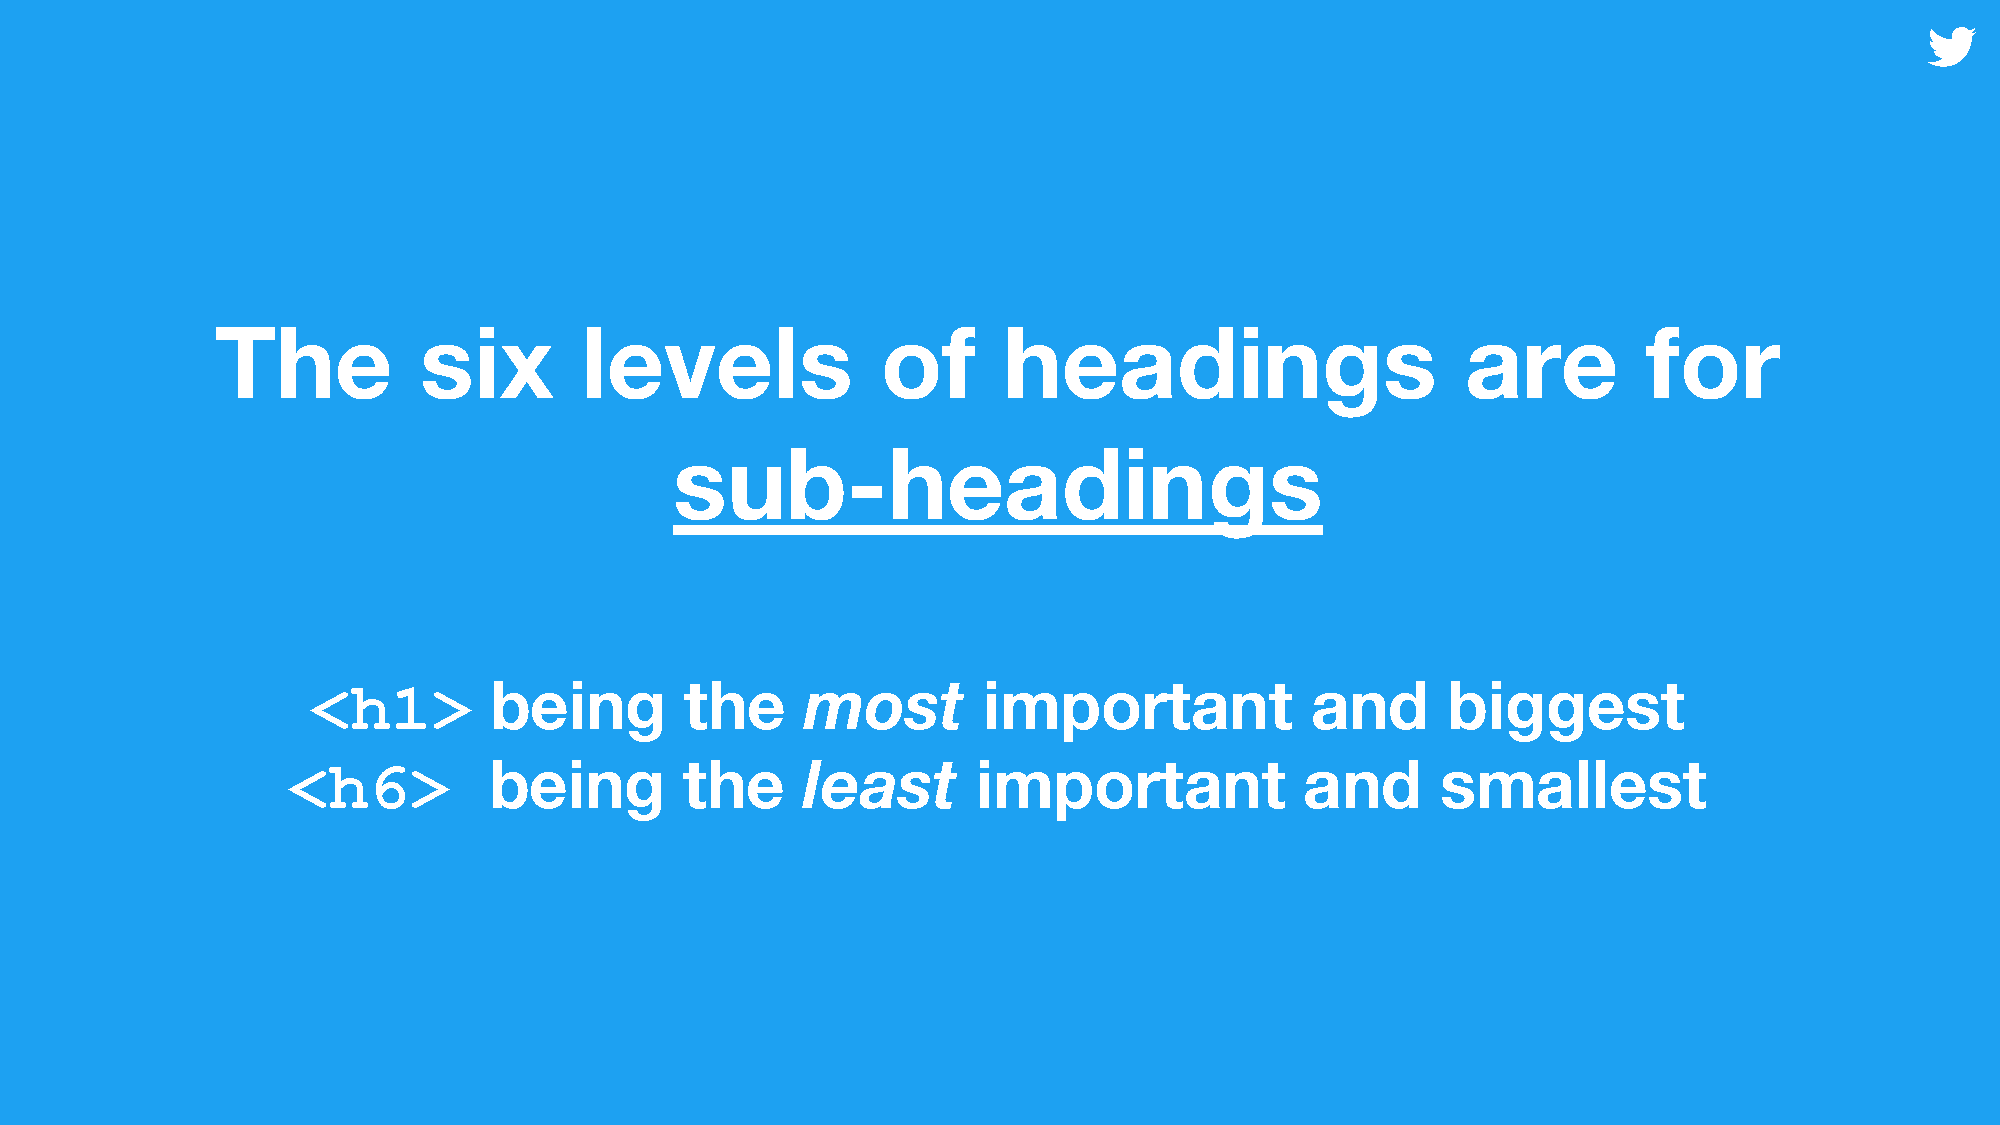 The six levels of headings are for
sub-headings
<h1> being the most important and biggest
<h6> being the least important and smallest